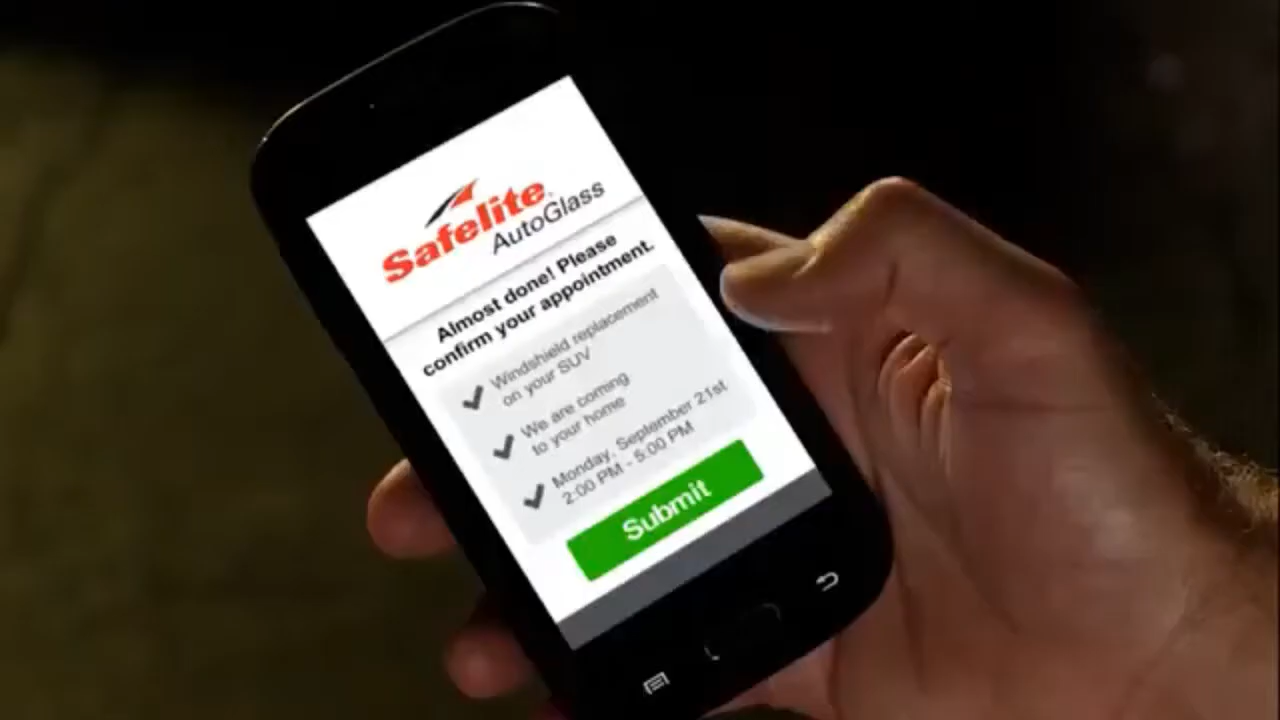 Safelite
AutoGlass
Almost done! Please
confirm your appointment.
Windshield replacement
on your SUV
We are coming
to your home
Monday, September 21st
2:00 PM - 5:00 PM
Submit